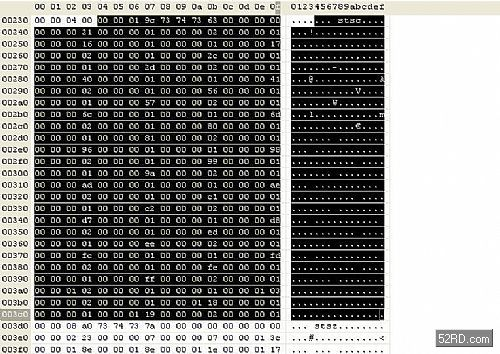 00 01 02 03 04 05 06 07 08 09 0a 0b 0c 0d 0e 0123456789abcdef
00230 00 00 04 00 00 00 01 9c 73 74 73 63 00 00 00 00 ........stsc....
00240 00 00 00 21 00 00 00 01 00 00 00 02 00 00 00 01 ...!............
00250 00 00 00 16 00 00 00 01 00 00 00 01 00 00 00 17 ................
00260 00 00 00 02 00 00 00 01 00 00 00 2c 00 00 00 01
00270 00 00 00 01 00 00 00 2d 00 00 00 02 00 00 00 01 .......-........
00280 00 00 00 40 00 00 00 01 00 00 00 01 00 00 00 41 ...@...........A
00290 00 00 00 02 00 00 00 01 00 00 00 56 00 00 00 01 ...........V....
002a0 00 00 00 01 00 00 00 57 00 00 00 02 00 00 00 01 .......W........
002b0 00 00 00 6c 00 00 00 01 00 00 00 01 00 00 00 6d ...l...........m
002c0 00 00 00 02 00 00 00 01 00 00 00 80 00 00 00 01
002d0 00 00 00 01 00 00 00 81 00 00 00 02 00 00 00 01 ................
002e0 00 00 00 96 00 00 00 01 00 00 00 01 00 00 00 98 ................
002f0 00 00 00 02 00 00 00 01 00 00 00 99 00 00 00 01 ................
00300 00 00 00 01 00 00 00 9a 00 00 00 02 00 00 00 01 ................
00310 00 00 00 ad 00 00 00 01 00 00 00 01 00 00 00 ae ................
00320 00 00 00 02 00 00 00 01 00 00 00 c1 00 00 00 01 ................
00330 00 00 00 01 00 00 00 c2 00 00 00 02 00 00 00 01 ................
00340 00 00 00 d7 00 00 00 01 00 00 00 01 00 00 00 d8 ................
00350 00 00 00 02 00 00 00 01 00 00 00 ed 00 00 00 01 ................
00360 00 00 00 01 00 00 00 ee 00 00 00 02 00 00 00 01 ................
00370 00 00 00 fc 00 00 00 01 00 00 00 01 00 00 00 fd ................
00380 00 00 00 02 00 00 00 01 00 00 00 fe 00 00 00 01 ................
00390 00 00 00 01 00 00 00 ff 00 00 00 02 00 00 00 01 ................
003a0 00 00 01 02 00 00 00 01 00 00 00 01 00 00 01 ................
003b0 00 00 00 02 00 00 00 01 00 00 01 18 00 00 00 01 ................
003c0 00 00 00 01 00 00 01 19 00 00 00 02 00 00 00 01
003d0 00 00 08 a0 73 74 73 7a 00 00 00 00 00 00 00 00 ....stsz........
003e0 00 00 02 23 00 00 00 07 00 00 00 07 00 00 01 3c ...#...........<
003f0 00 00 01 8e 00 00 01 8e 00 00 01 1e 00 00 01 17 ................
52RD.com